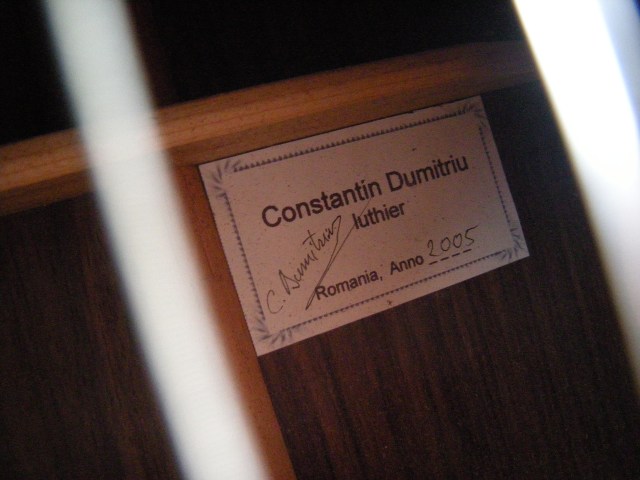 Constantin Dumitriu
luthier
C. Dumitriu
Romania, Anno 2005